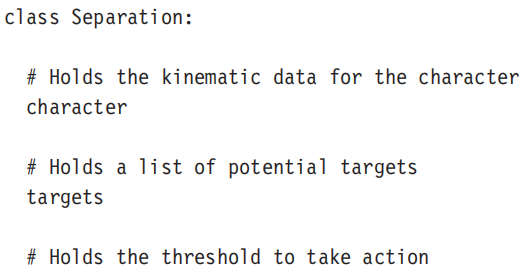 class Separation:
# Holds the kinematic data for the character
character
# Holds a list of potential targets
targets
# Holds the threshold to take action